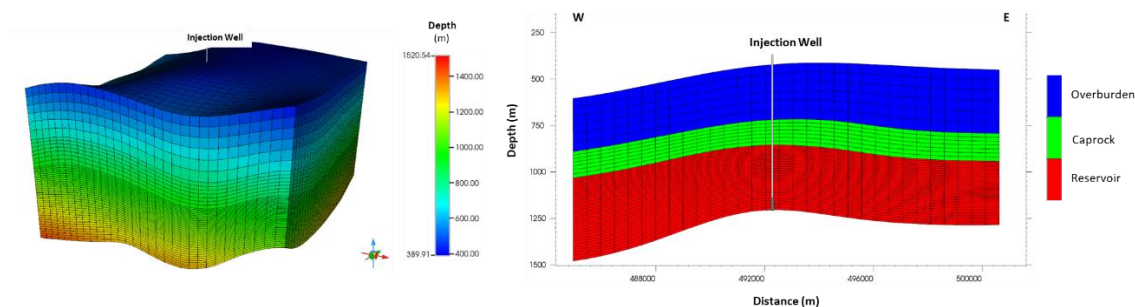 Injection Well
Depth
(m)
1520.54
1400.00
1200.00
1000.00
800.00
600.00
389.91
400.00
W
E
Injection Well
Depth (m)
250
500
750
1000
1250
1500
488000
492000
496000
500000
Distance (m)
Overburden
Caprock
Reservoir